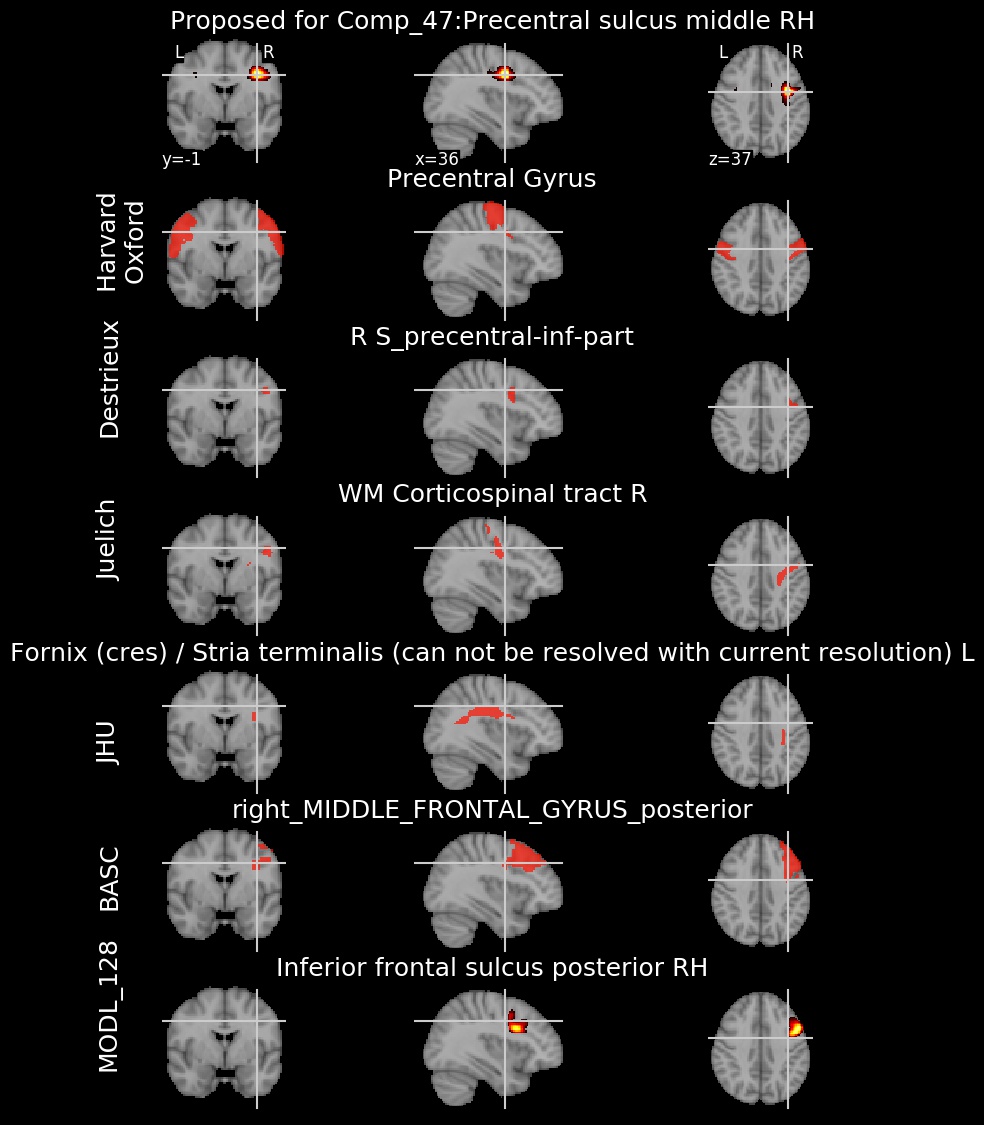 Proposed for Comp_47:Precentral sulcus middle RH
L R L R
y=-1 x=36 z=37
Precentral Gyrus
Harvard
Oxford
R S_precentral-inf-part
Destrieux
WM Corticospinal tract R
Juelich
Fornix (cres) / Stria terminalis (can not be resolved with current resolution) L
JHU
right_MIDDLE_FRONTAL_GYRUS_posterior
BASC
Inferior frontal sulcus posterior RH
MODL_128